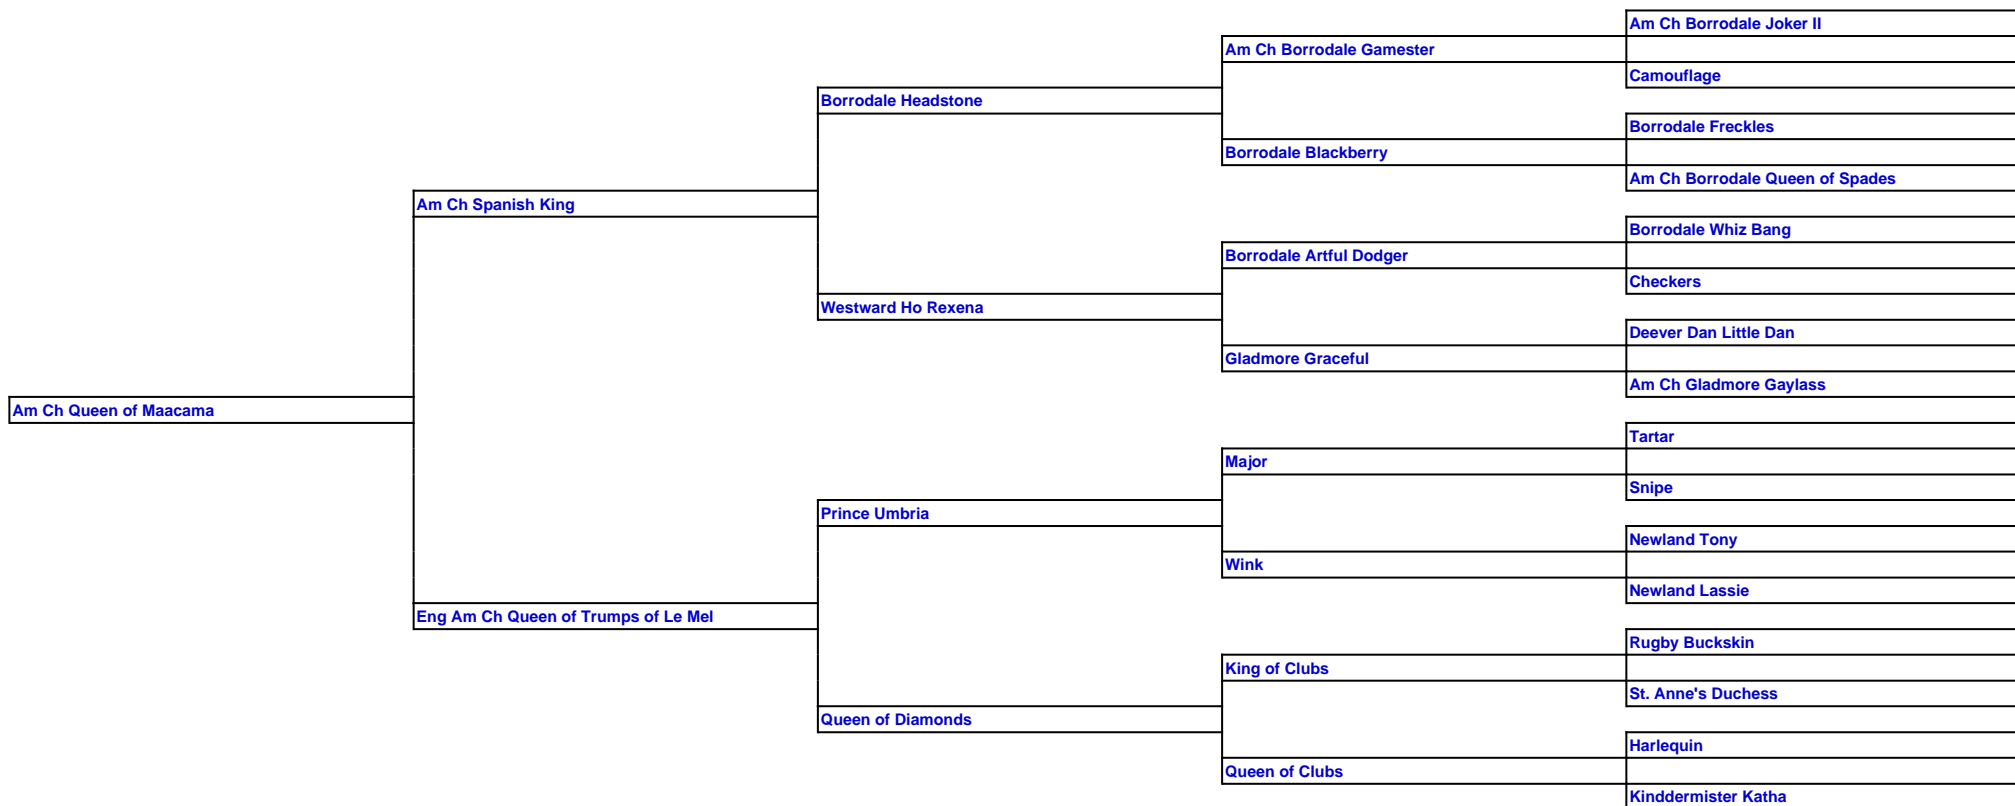 Am Ch Borrodale Joker II
Am Ch Borrodale Gamester
Camouflage
Borrodale Headstone
Borrodale Freckles
Borrodale Blackberry
Am Ch Borrodale Queen of Spades
Am Ch Spanish King
Borrodale Whiz Bang
Borrodale Artful Dodger
Checkers
Westward Ho Rexena
Deever Dan Little Dan
Gladmore Graceful
Am Ch Gladmore Gaylass
Am Ch Queen of Maacama
Tartar
Major
Snipe
Prince Umbria
Newland Tony
Wink
Newland Lassie
Eng Am Ch Queen of Trumps of Le Mel
Rugby Buckskin
King of Clubs
St. Anne's Duchess
Queen of Diamonds
Harlequin
Queen of Clubs
Kinddermister Katha